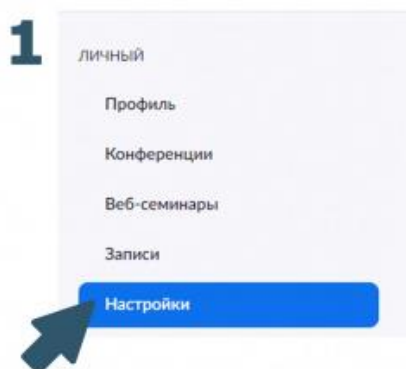 1
ЛИЧНЫЙ
Профиль
Конференции
Веб-семинары
Записи
Настройки